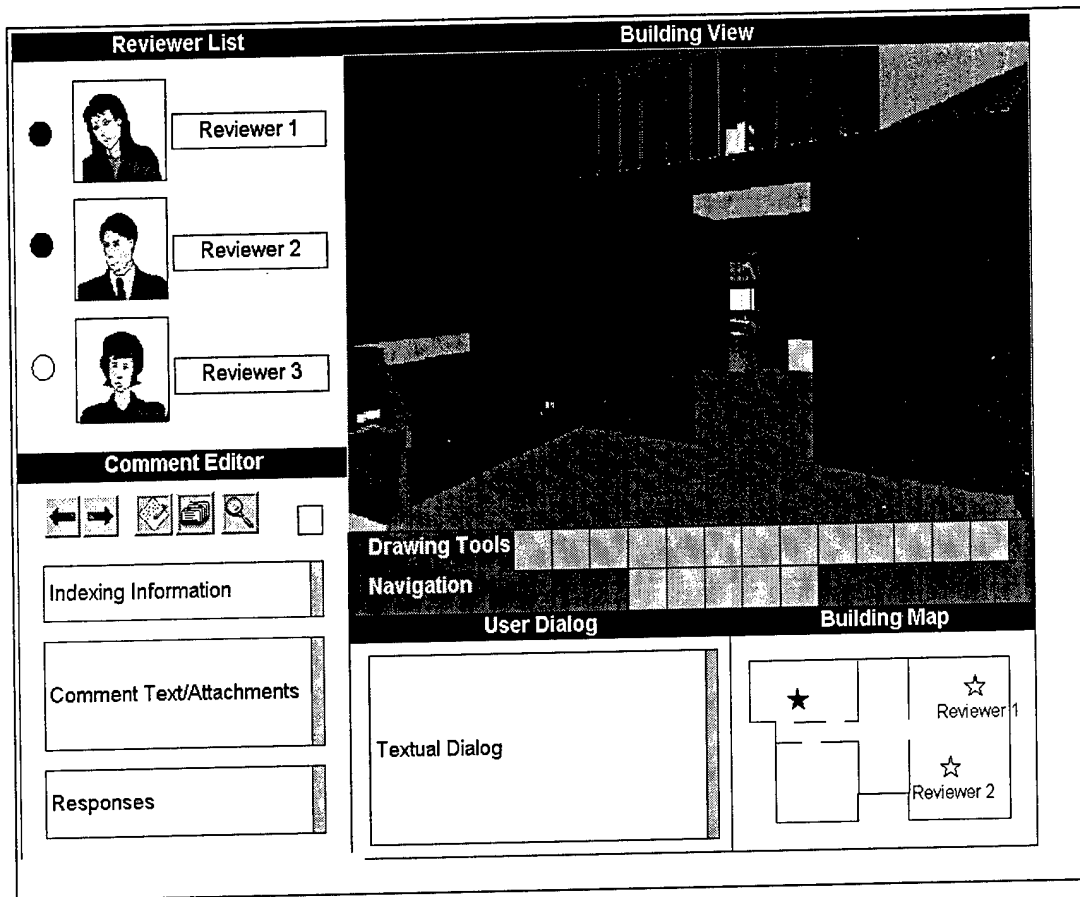 Reviewer List
Reviewer 1
Reviewer 2
Reviewer 3
Comment Editor
Indexing Information
Comment Text/Attachments
Responses
Building View
Drawing Tools
Navigation
User Dialog
Textual Dialog
Building Map
Reviewer 1
Reviewer 2